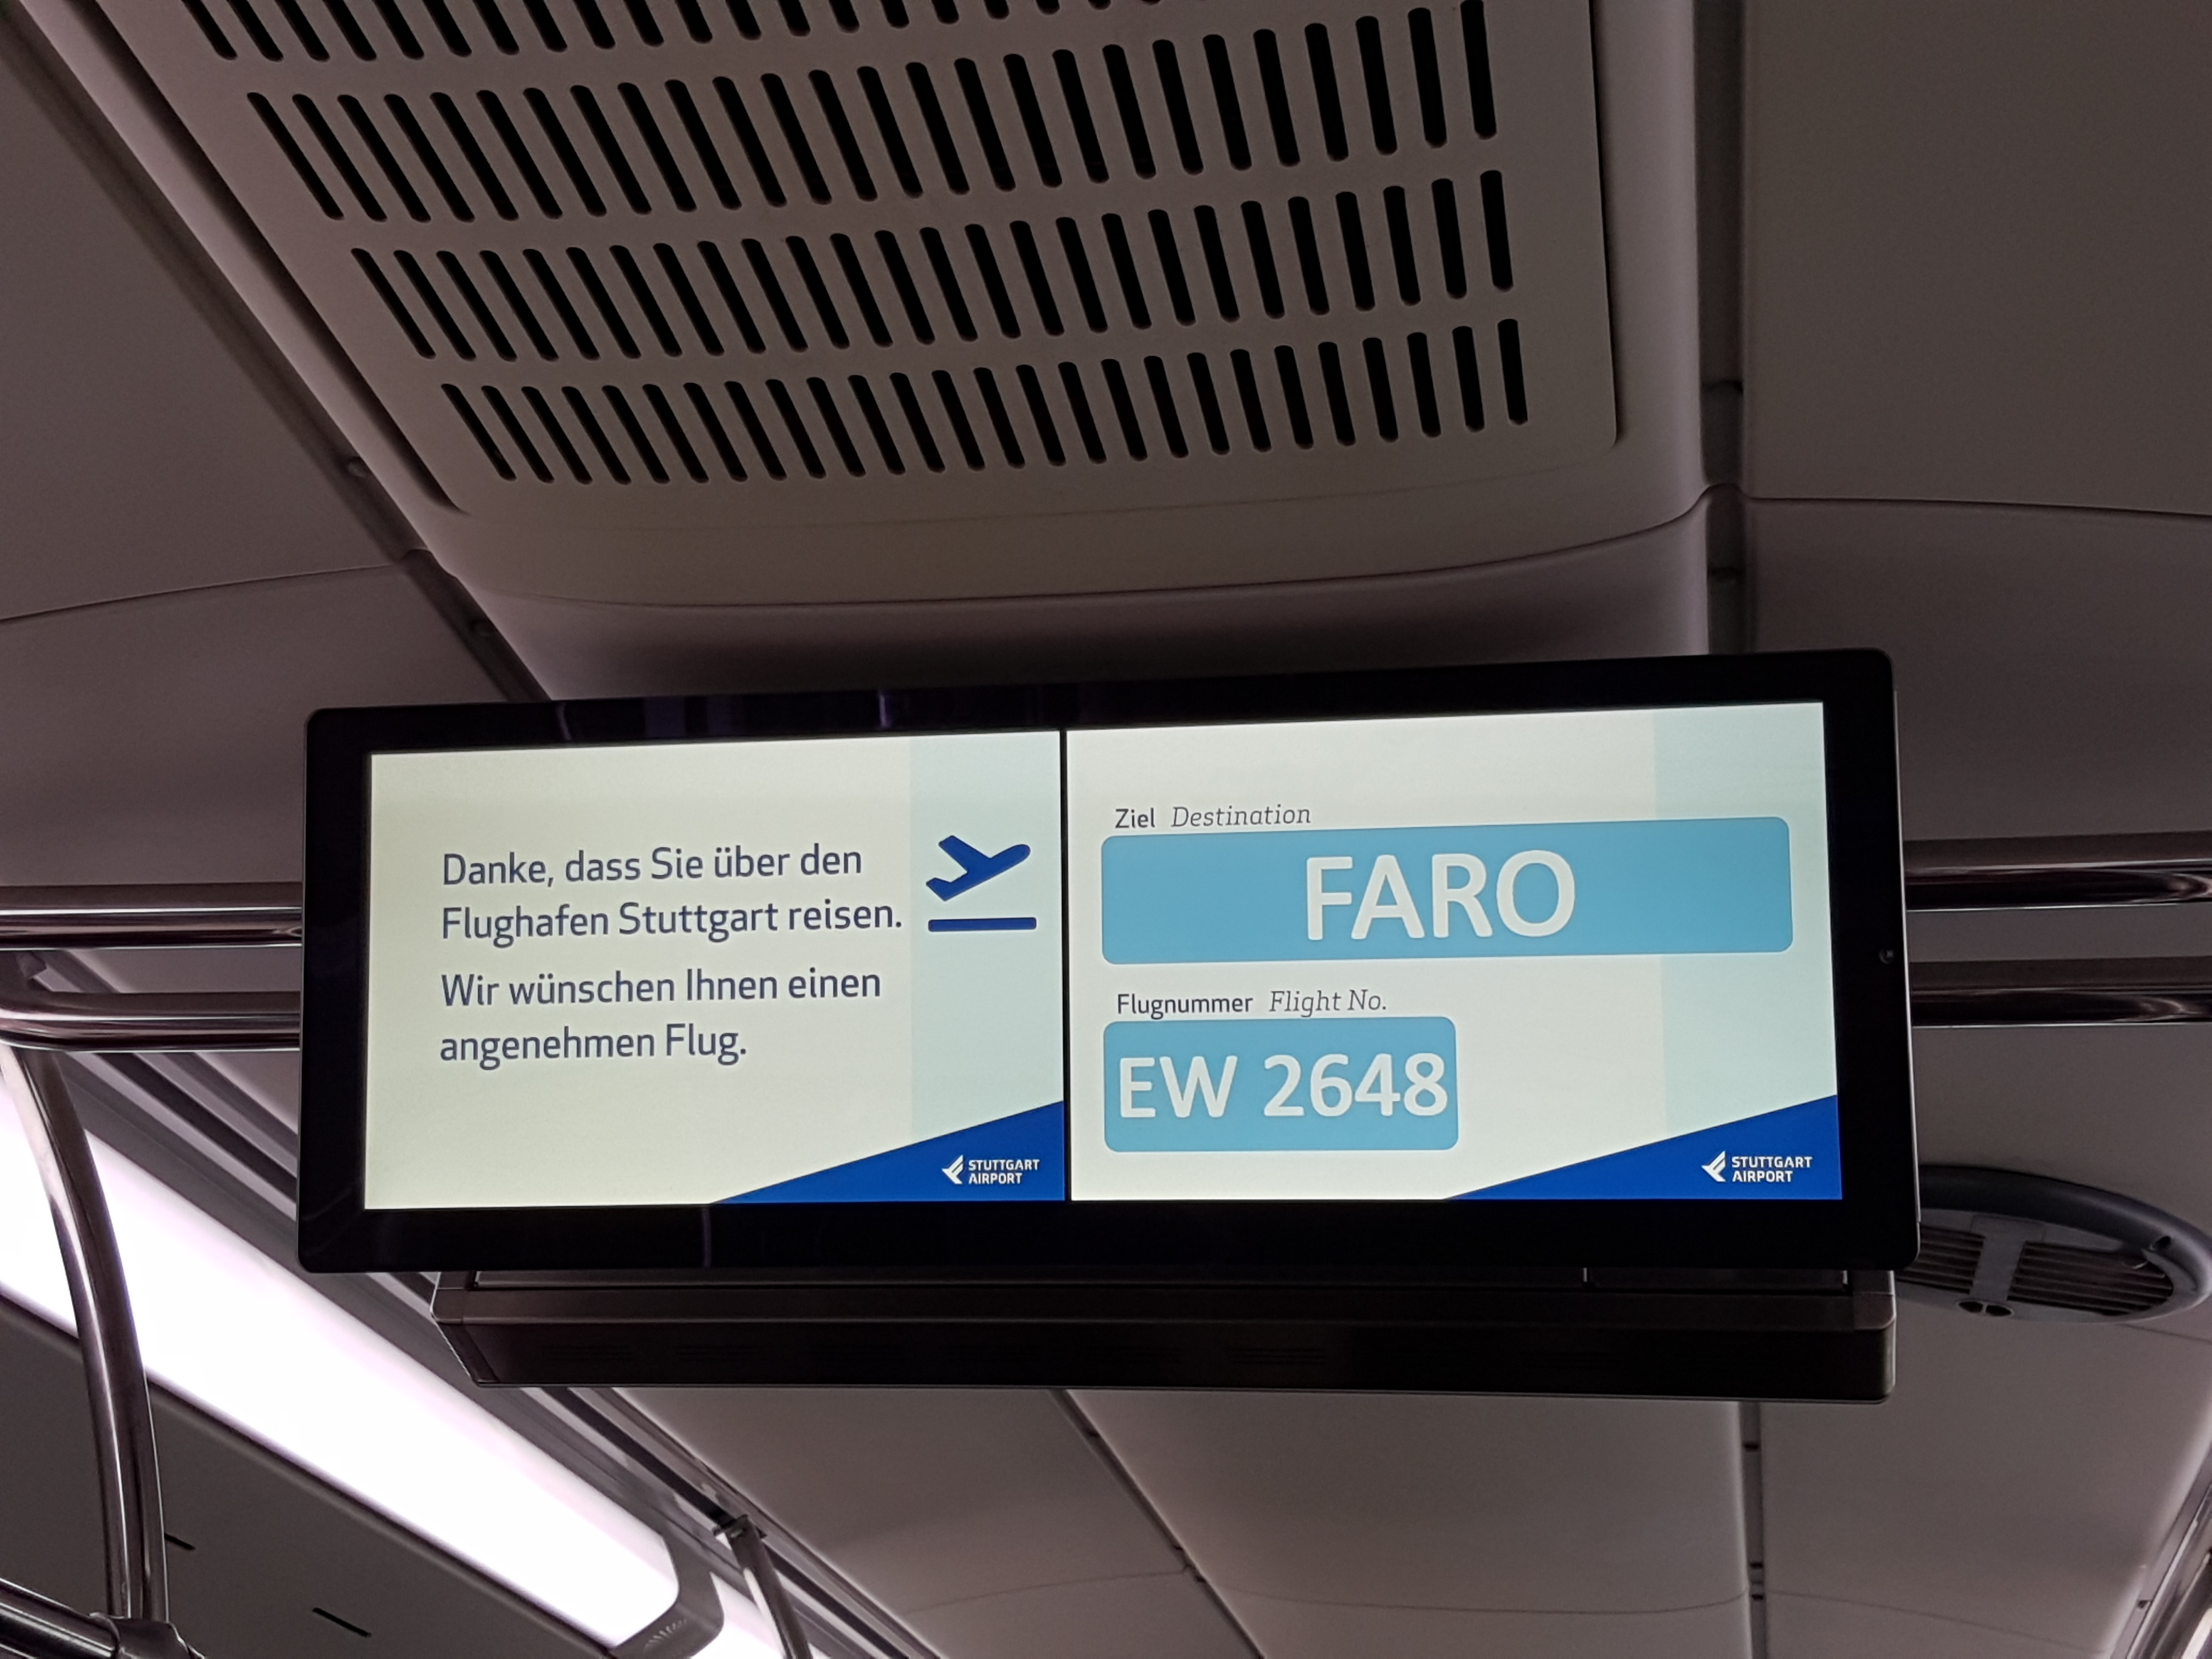 Danke, dass Sie über den
Flughafen Stuttgart reisen.
Wir wünschen Ihnen einen
angenehmen Flug.
STUTTGART
AIRPORT
Ziel Destination
FARO
Flugnummer Flight No.
EW 2648
STUTTGART
AIRPORT